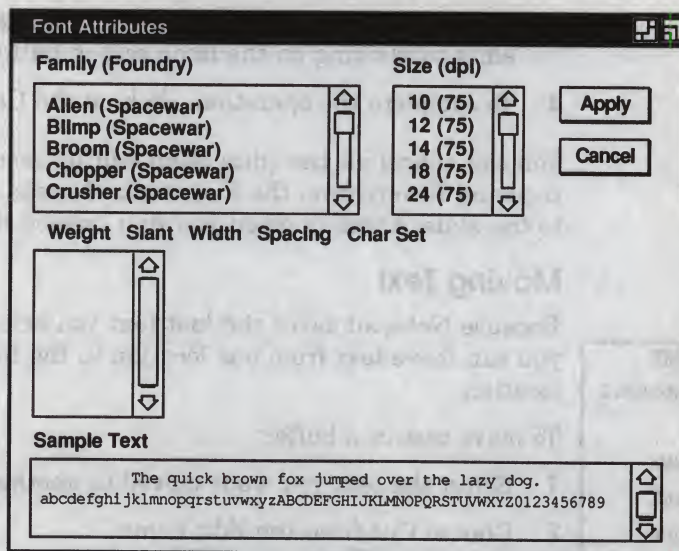 Font Attributes
Family (Foundry)
Size (dpi)
Alien (Spacewar)
Blimp (Spacewar)
Broom (Spacewar)
Chopper (Spacewar)
Crusher (Spacewar)
10 (75)
12 (75)
14 (75)
18 (75)
24 (75)
Apply
Cancel
Weight Slant Width Spacing Char Set
Sample Text
The quick brown fox jumped over the lazy dog.
abcdefghijklmnopqrstuvwxyzABCDEFGHIJKLMNOPQRSTUVWXYZ0123456789